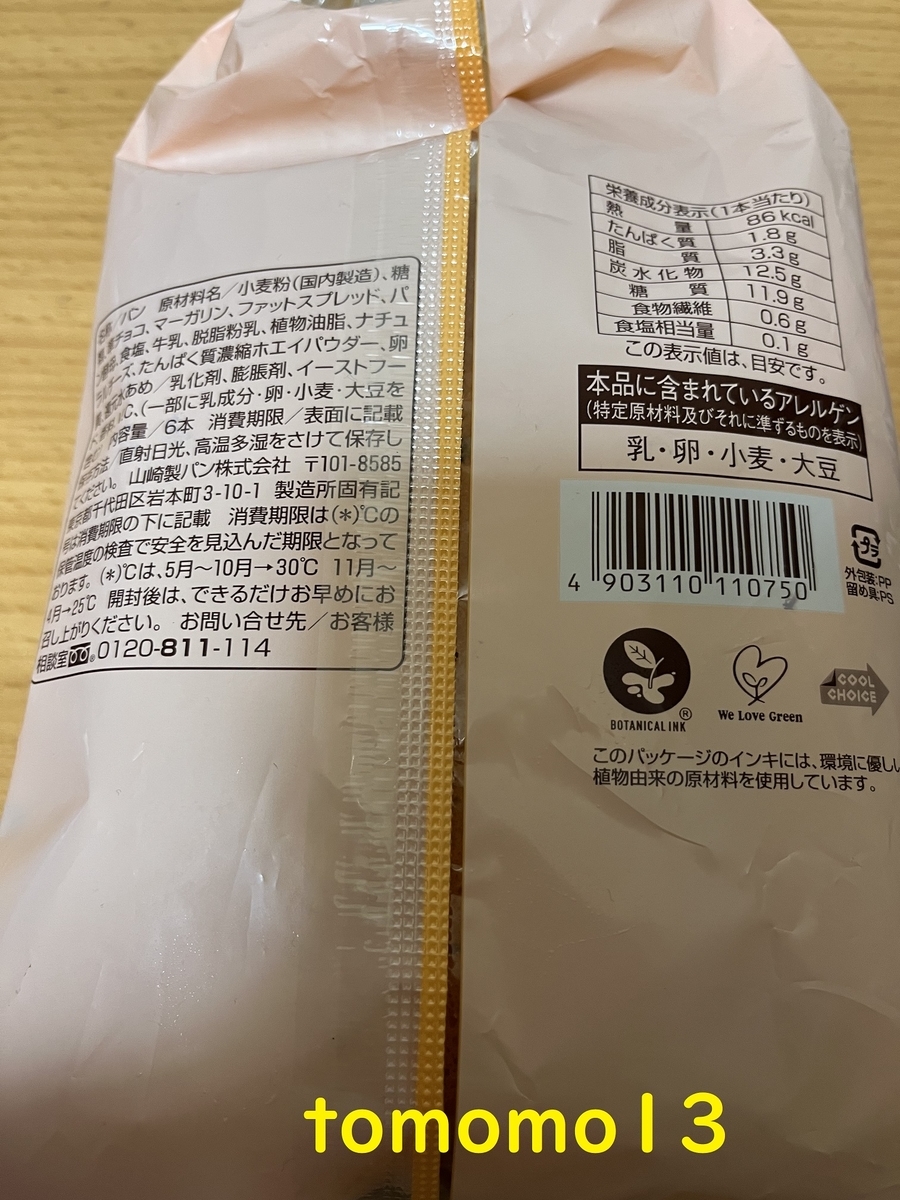 名称/パン 原材料名/小麦粉(国内製造)、糖
チョコ、マーガリン、ファットスプレッド、パ
食塩、牛乳、脱脂粉乳、植物油脂、ナチュ
チーズ、たんぱく質濃縮ホエイパウダー、卵
水あめ/乳化剤、膨脹剤、イーストフー
C、(一部に乳成分・卵・小麦・大豆を
内容量/6本 消費期限/表面に記載
保存方法/直射日光、高温多湿をさけて保存し
てください。 山崎製パン株式会社 〒101-8585
東京都千代田区岩本町3-10-1 製造所固有記
号は消費期限の下に記載 消費期限は(*)℃の
保管温度の検査で安全を見込んだ期限となって
おります。(*)℃は、5月〜10月→30℃ 11月〜
4月→25℃ 開封後は、できるだけお早めにお
召し上がりください。 お問い合せ先/お客様
相談室 0120-811-114
栄養成分表示(1本当たり)
熱量 86 kcal
たんぱく質 1.8g
脂質 3.3g
炭水化物 12.5g
糖質 11.9g
食物繊維 0.6g
食塩相当量 0.1g
この表示値は、目安です。
本品に含まれているアレルゲン
(特定原材料及びそれに準ずるものを表示)
乳・卵・小麦・大豆
4 903110 110750
プラ
外包装:PP
留め具:PS
BOTANICAL INK®
We Love Green
COOL CHOICE
このパッケージのインキには、環境に優し
植物由来の原材料を使用しています。
tomomo13